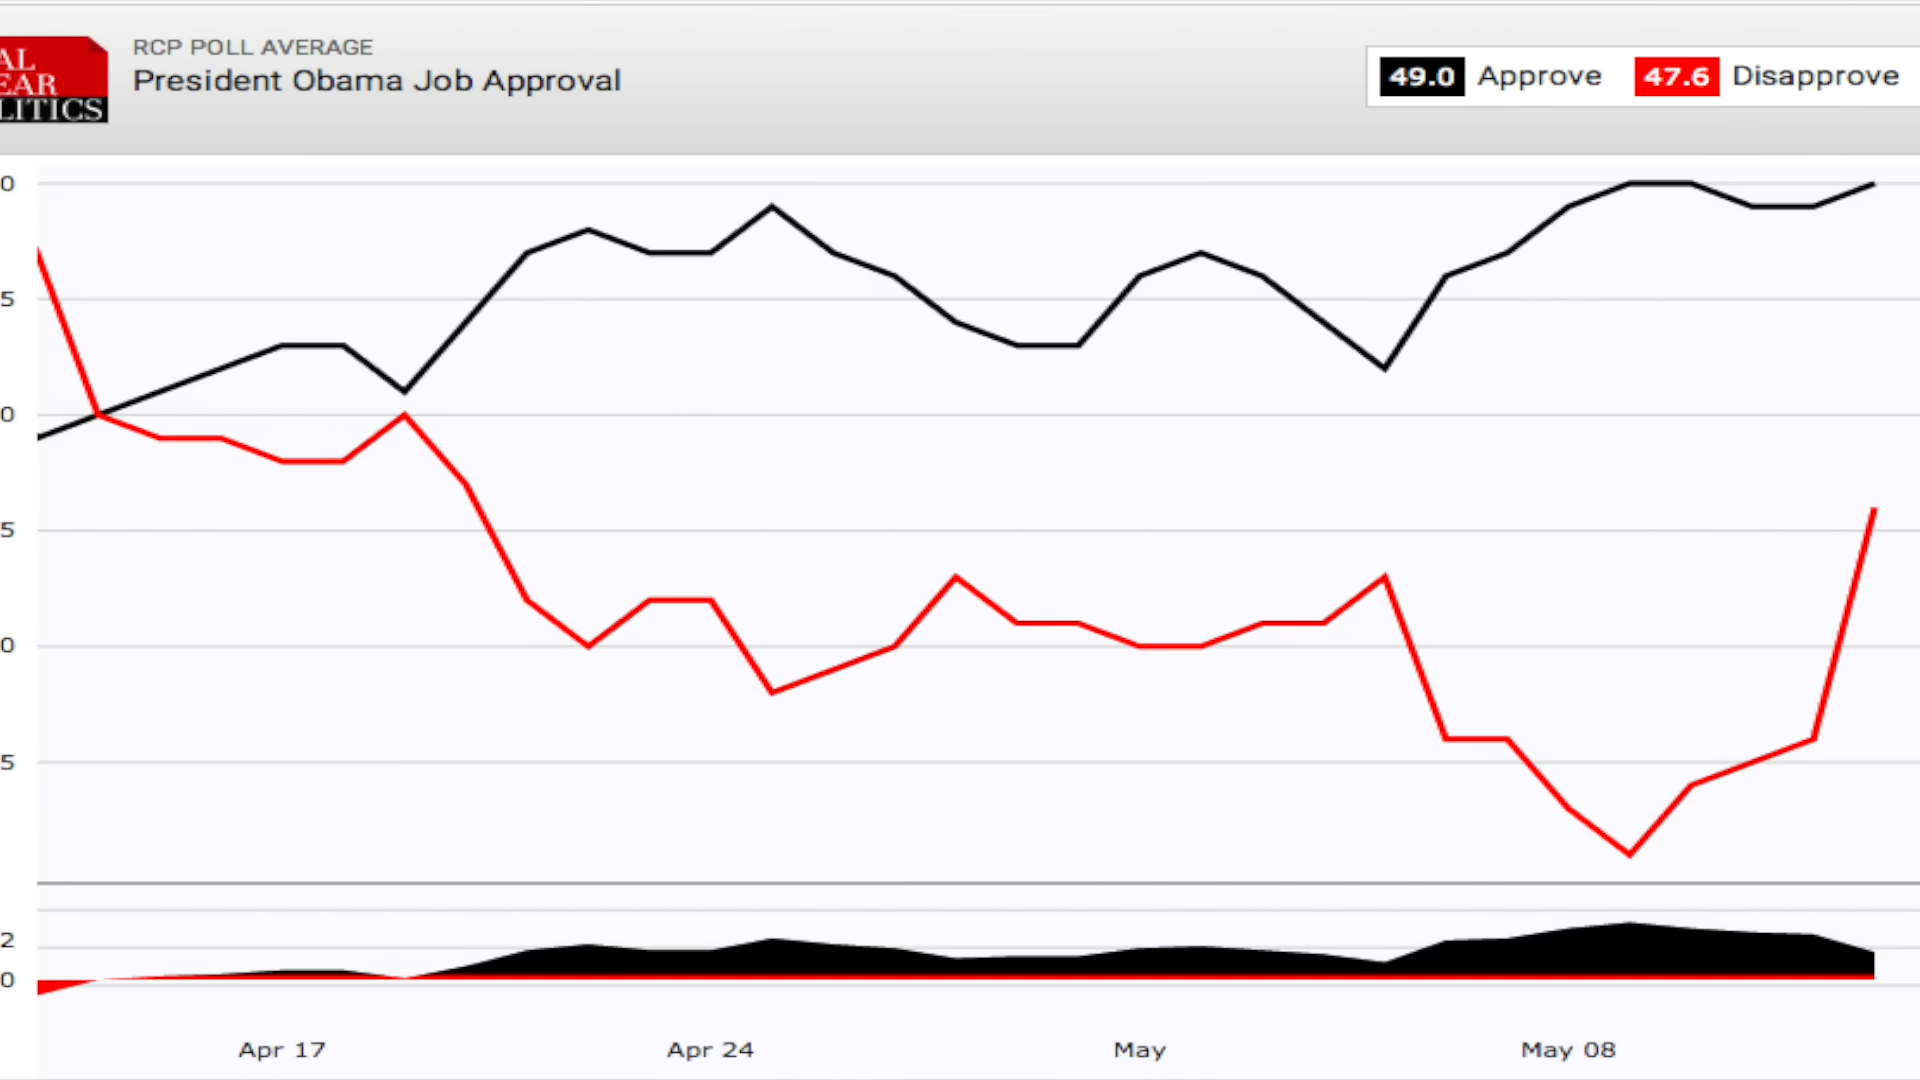 AL
EAR
LITICS
RCP POLL AVERAGE
President Obama Job Approval
49.0 Approve 47.6 Disapprove
0
5
0
5
0
5
2
0
Apr 17 Apr 24 May May 08